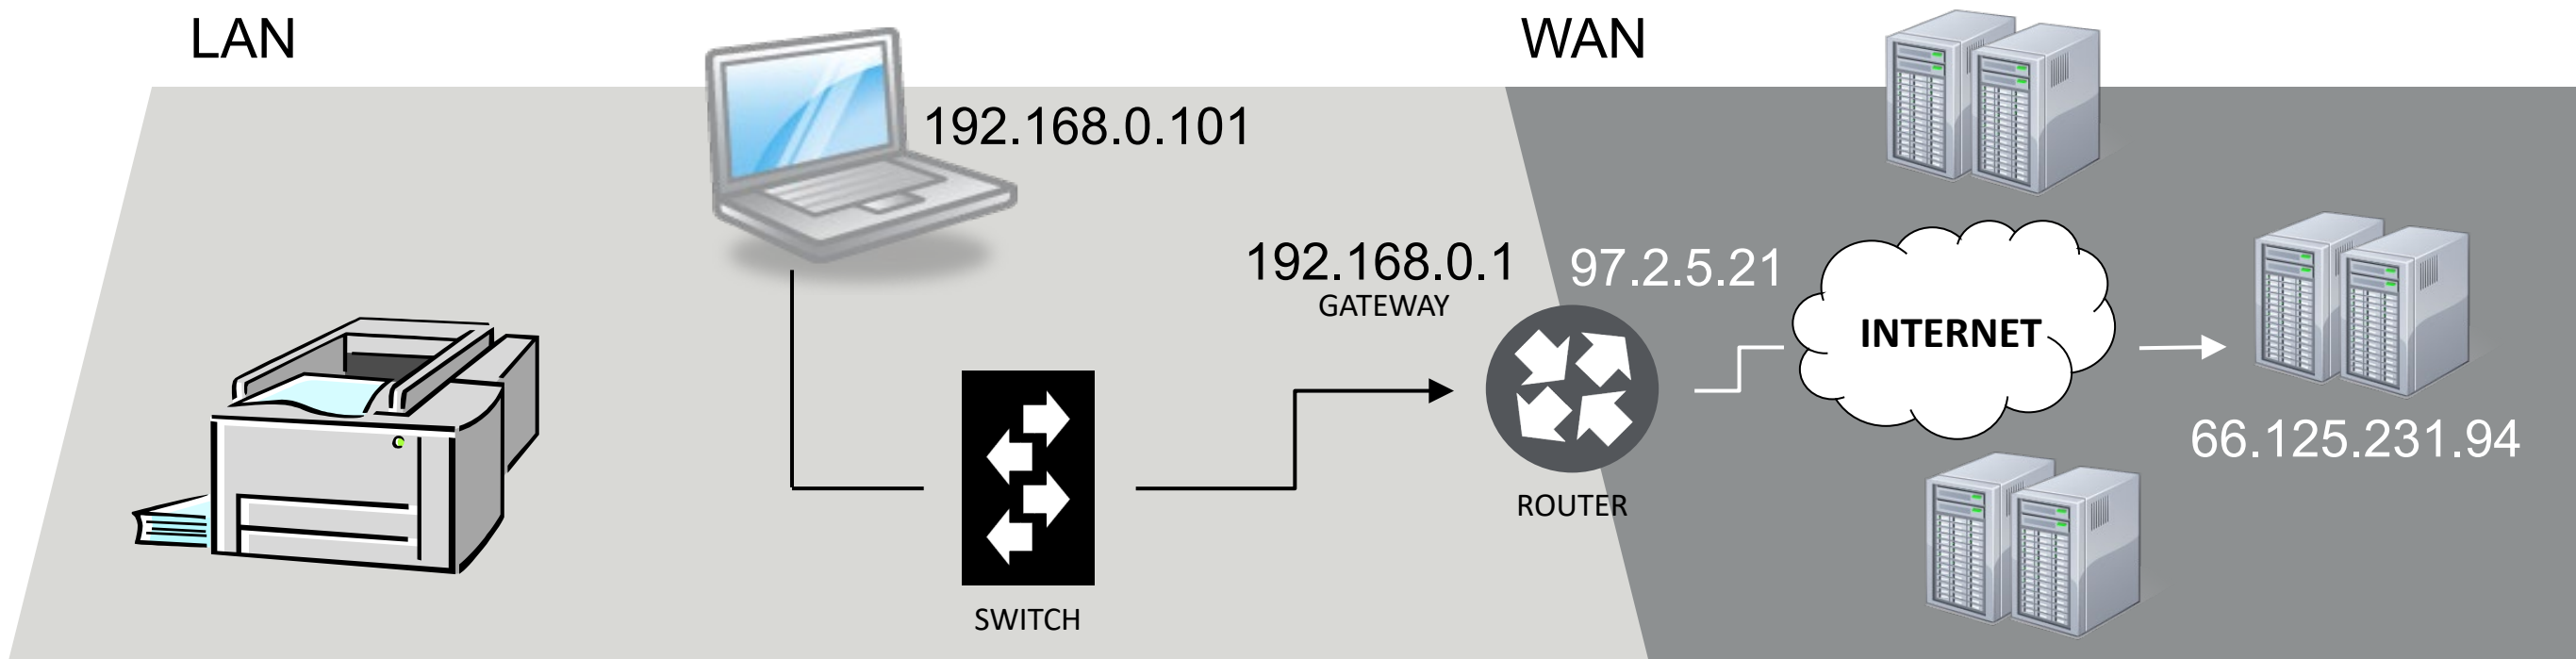 LAN
WAN
192.168.0.101
192.168.0.1
GATEWAY
97.2.5.21
INTERNET
66.125.231.94
ROUTER
SWITCH